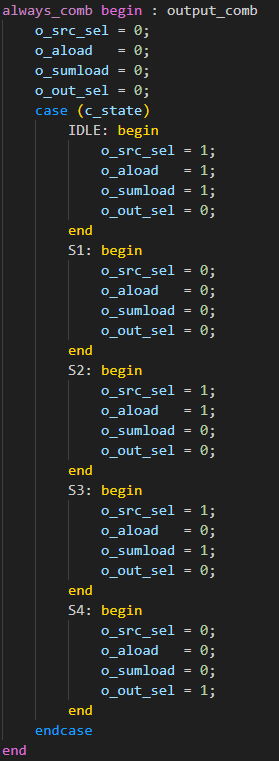 always_comb begin : output_comb
    o_src_sel = 0;
    o_aload   = 0;
    o_sumload = 0;
    o_out_sel = 0;
    case (c_state)
        IDLE: begin
            o_src_sel = 1;
            o_aload   = 1;
            o_sumload = 1;
            o_out_sel = 0;
        end
        S1: begin
            o_src_sel = 0;
            o_aload   = 0;
            o_sumload = 0;
            o_out_sel = 0;
        end
        S2: begin
            o_src_sel = 1;
            o_aload   = 1;
            o_sumload = 0;
            o_out_sel = 0;
        end
        S3: begin
            o_src_sel = 1;
            o_aload   = 0;
            o_sumload = 1;
            o_out_sel = 0;
        end
        S4: begin
            o_src_sel = 0;
            o_aload   = 0;
            o_sumload = 0;
            o_out_sel = 1;
        end
    endcase
end